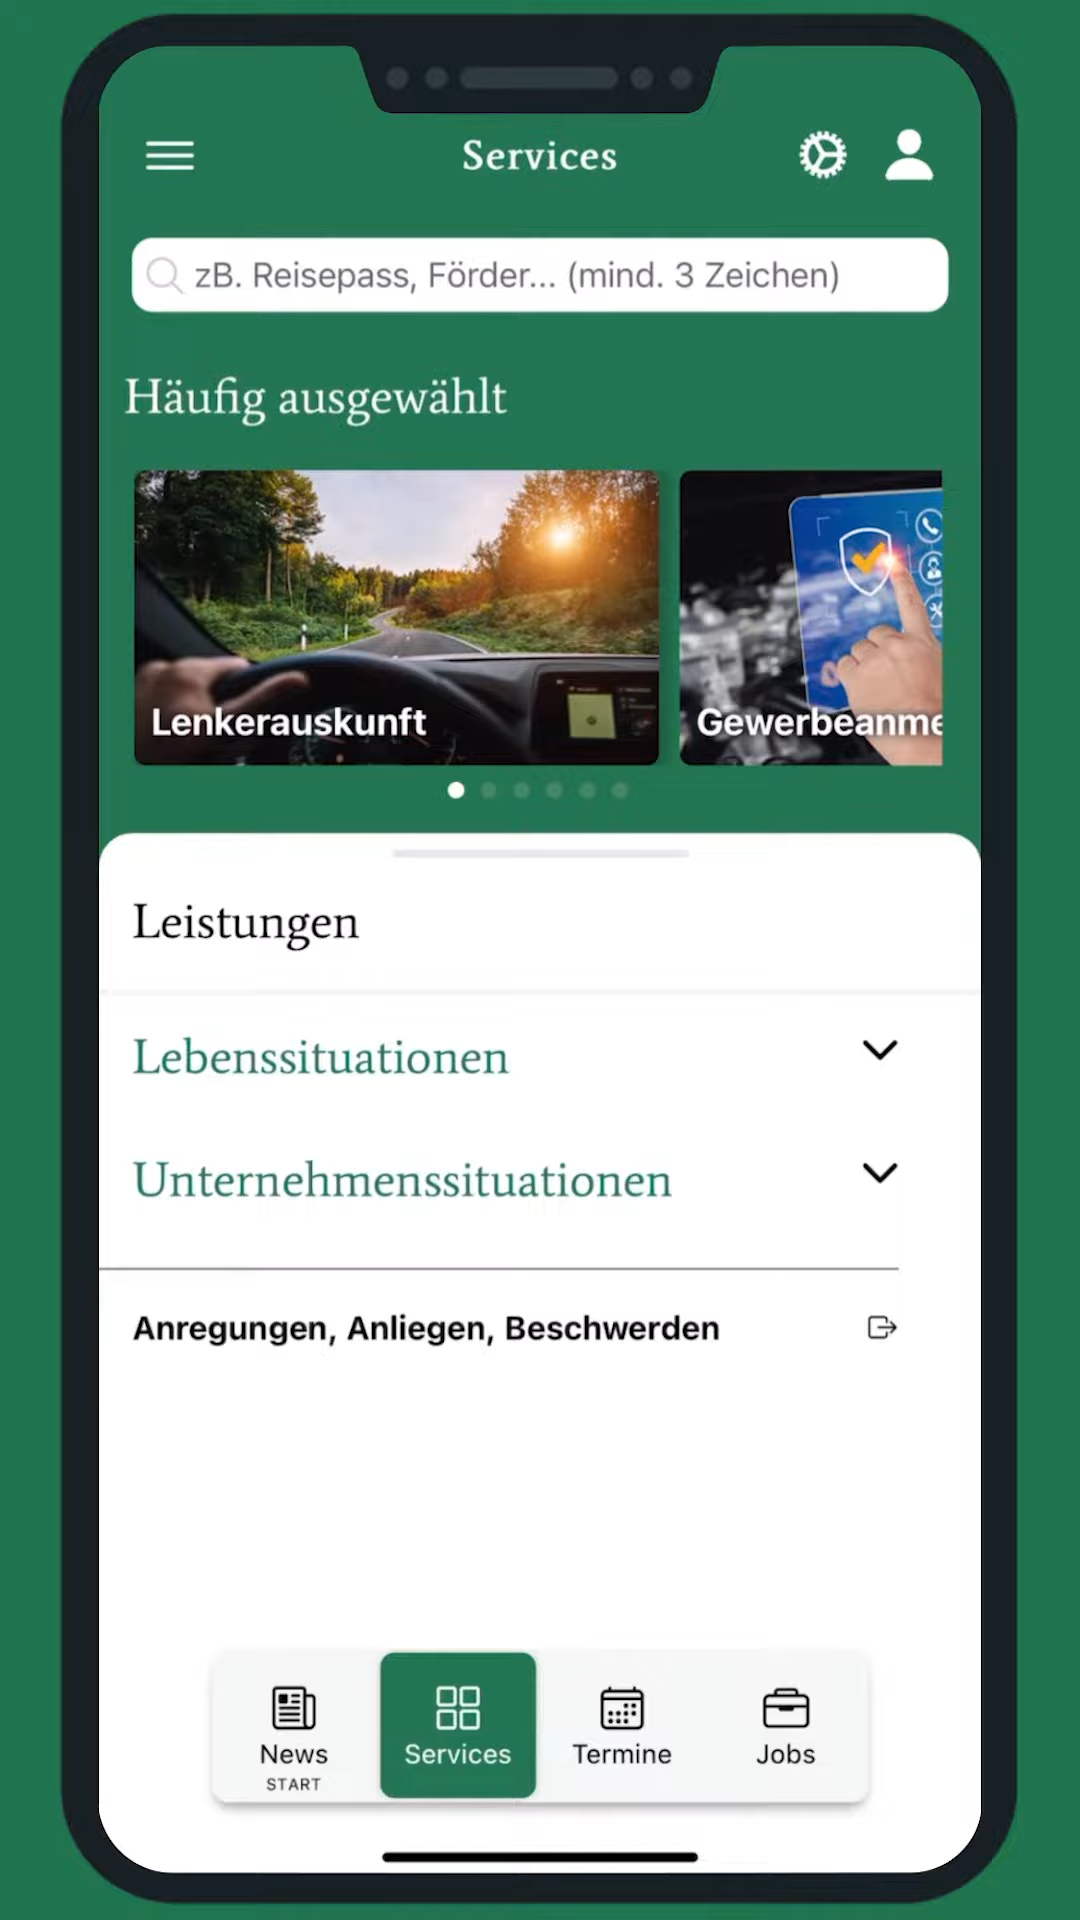 Services
zB. Reisepass, Förder... (mind. 3 Zeichen)
Häufig ausgewählt
Lenkerauskunft
Gewerbeanme
Leistungen
Lebenssituationen
Unternehmenssituationen
Anregungen, Anliegen, Beschwerden
News
START
Services
Termine
Jobs